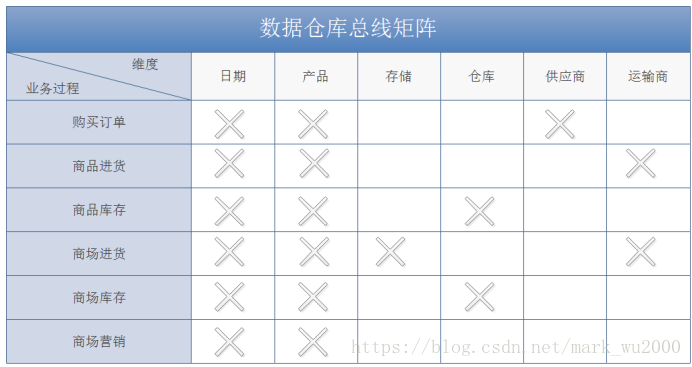 数据仓库总线矩阵
维度
业务过程
日期 产品 存储 仓库 供应商 运输商
购买订单
商品进货
商品库存
商场进货
商场库存
商场营销
https://blog.csdn.net/mark_wu2000